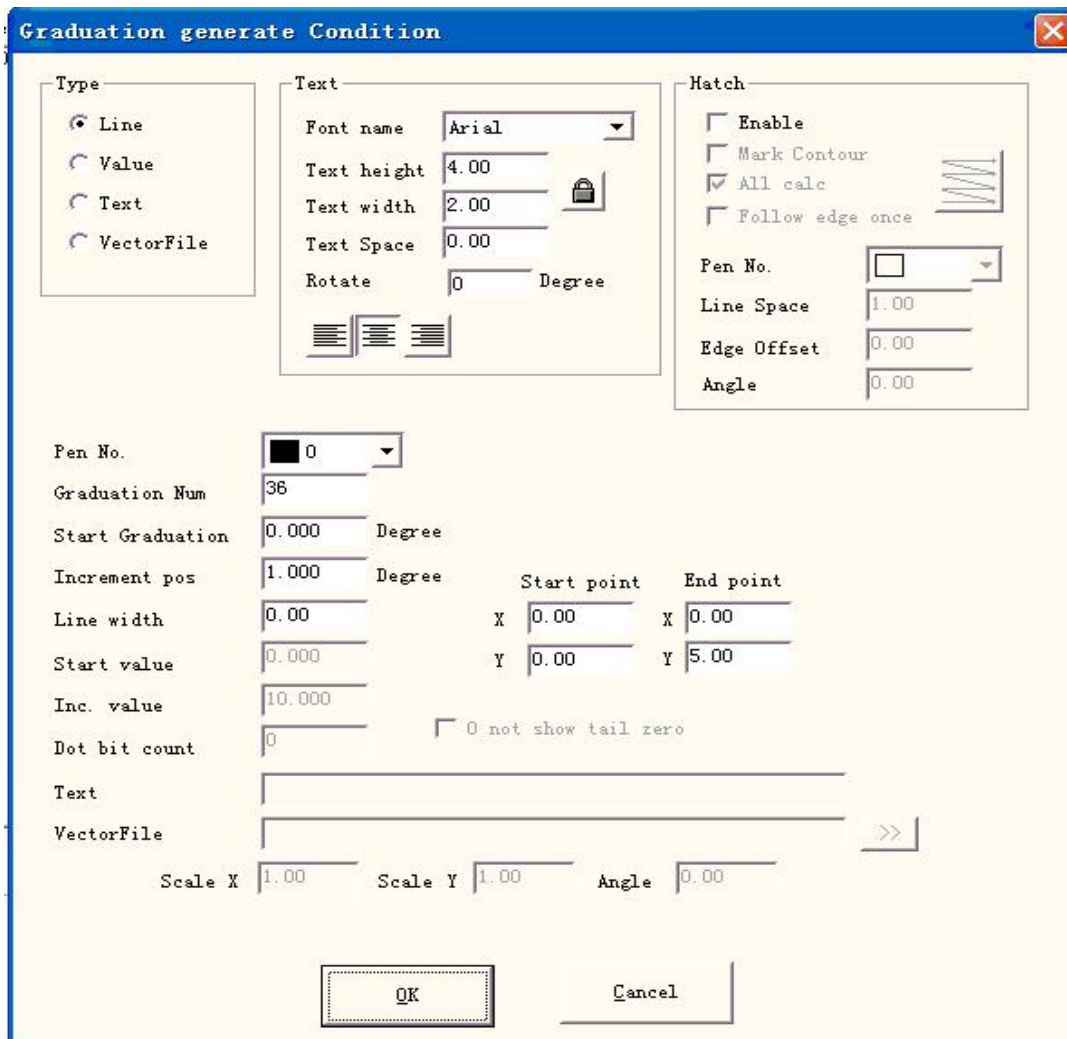 Graduation generate Condition
Type
Line
Value
Text
VectorFile
Text
Font name Arial
Text height 4.00
Text width 2.00
Text Space 0.00
Rotate 0 Degree
Hatch
Enable
Mark Contour
All calc
Follow edge once
Pen No.
Line Space 1.00
Edge Offset 0.00
Angle 0.00
Pen No. 0
Graduation Num 36
Start Graduation 0.000 Degree
Increment pos 1.000 Degree
Line width 0.00
Start value 0.000
Inc. value 10.000
Dot bit count 0
Start point End point
X 0.00 X 0.00
Y 0.00 Y 5.00
0 not show tail zero
Text
VectorFile >>
Scale X 1.00 Scale Y 1.00 Angle 0.00
OK Cancel